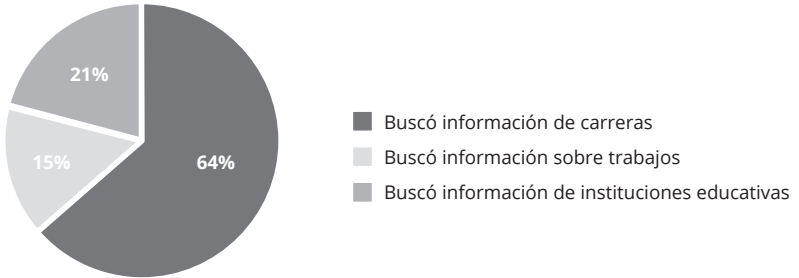 21%
15%
64%
Buscó información de carreras
Buscó información sobre trabajos
Buscó información de instituciones educativas